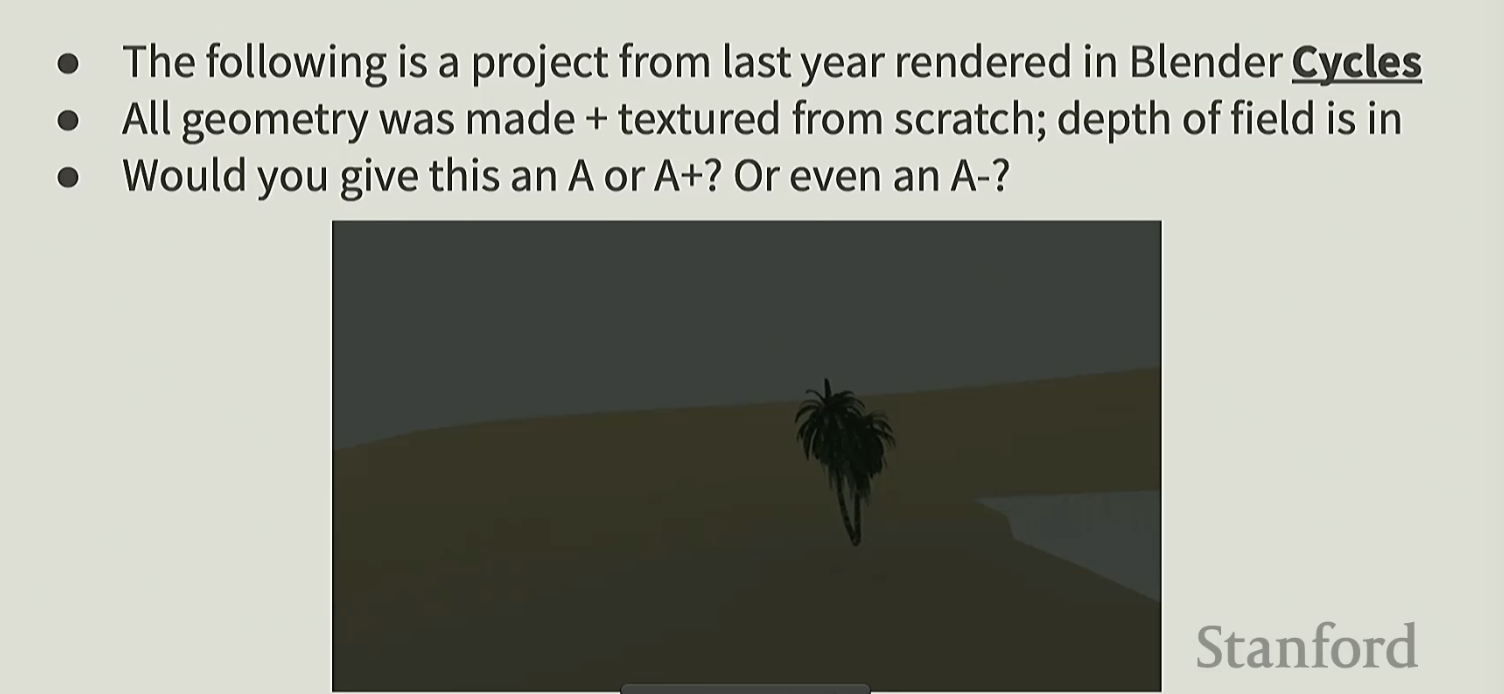 ● The following is a project from last year rendered in Blender Cycles
● All geometry was made + textured from scratch; depth of field is in
● Would you give this an A or A+? Or even an A-?
Stanford